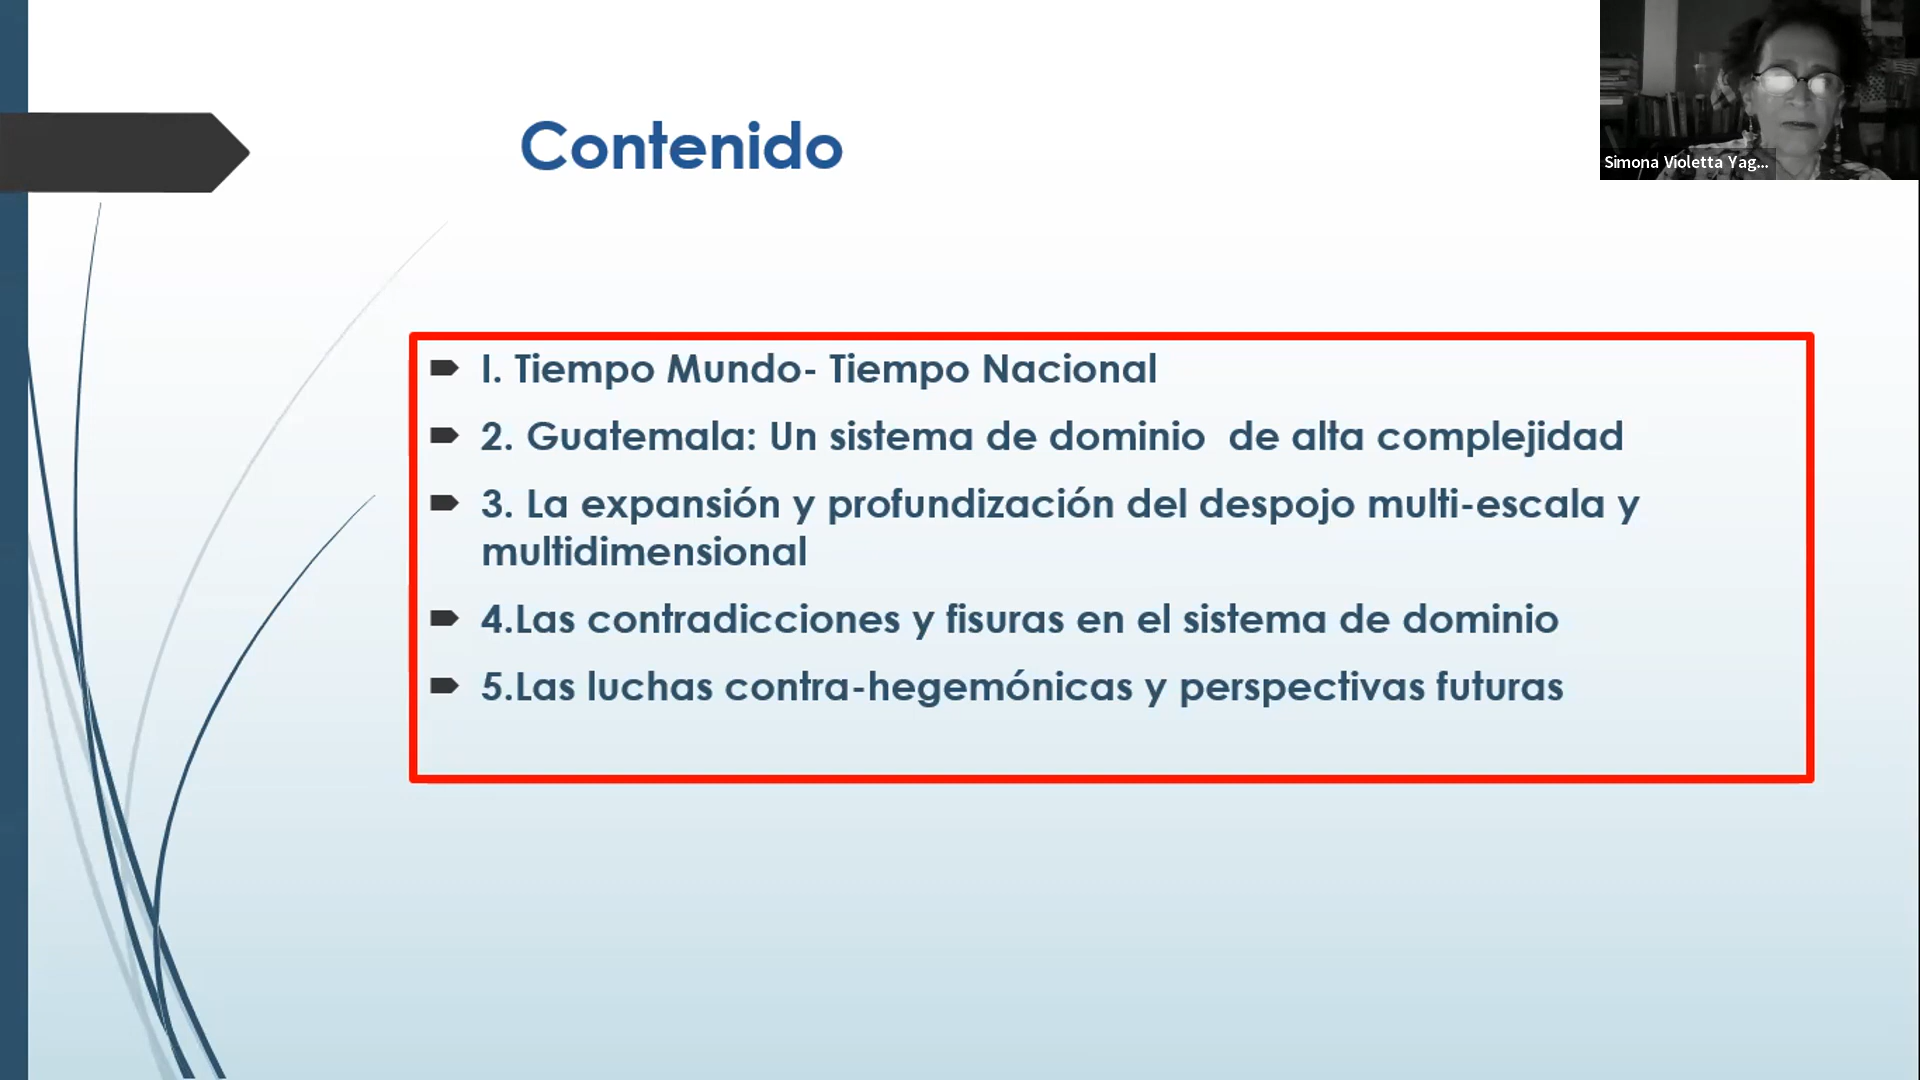 Contenido
Simona Violetta Yag...
I. Tiempo Mundo- Tiempo Nacional
2. Guatemala: Un sistema de dominio  de alta complejidad
3. La expansión y profundización del despojo multi-escala y
multidimensional
4.Las contradicciones y fisuras en el sistema de dominio
5.Las luchas contra-hegemónicas y perspectivas futuras